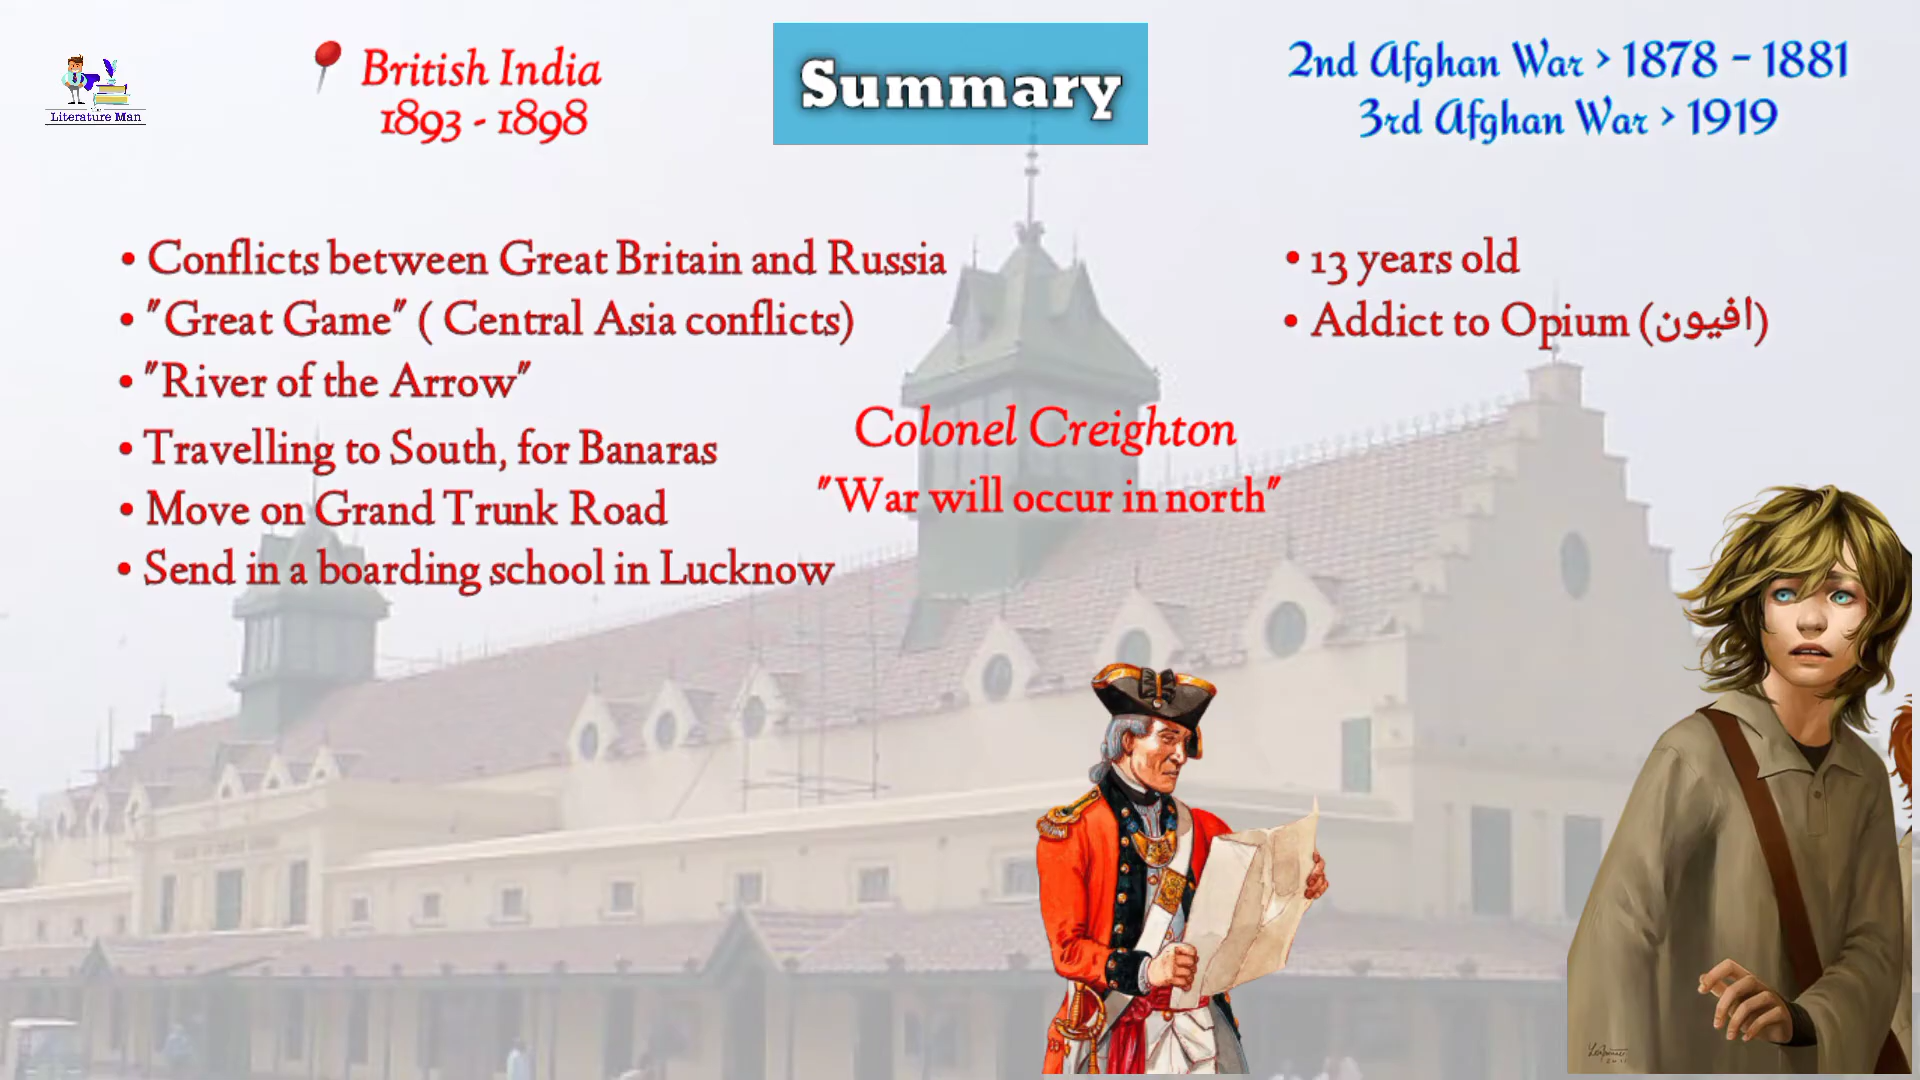 Literature Man
British India
1893 - 1898
Summary
2nd Afghan War > 1878 - 1881
3rd Afghan War > 1919
• Conflicts between Great Britain and Russia
• "Great Game" ( Central Asia conflicts)
• "River of the Arrow"
• Travelling to South, for Banaras
• Move on Grand Trunk Road
• Send in a boarding school in Lucknow
• 13 years old
• Addict to Opium (افیون)
Colonel Creighton
"War will occur in north"